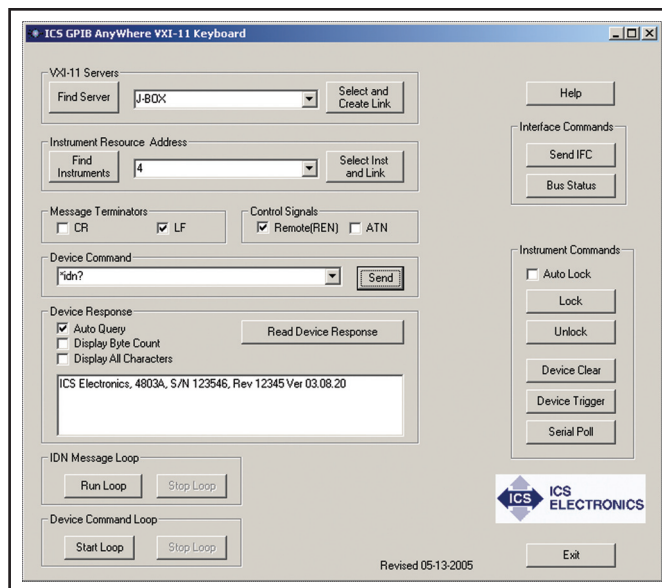 ICS GPIB AnyWhere VXI-11 Keyboard
VXI-11 Servers
Find Server
J-BOX
Select and
Create Link
Help
Instrument Resource Address
Find
Instruments
4
Select Inst
and Link
Interface Commands
Send IFC
Bus Status
Message Terminators
CR
LF
Control Signals
Remote(REN)
ATN
Device Command
*idn?
Send
Instrument Commands
Auto Lock
Lock
Unlock
Device Clear
Device Trigger
Serial Poll
Device Response
Auto Query
Display Byte Count
Display All Characters
Read Device Response
ICS Electronics, 4803A, S/N 123546, Rev 12345 Ver 03.08.20
IDN Message Loop
Run Loop
Stop Loop
Device Command Loop
Start Loop
Stop Loop
ICS
ICS
ELECTRONICS
Revised 05-13-2005
Exit